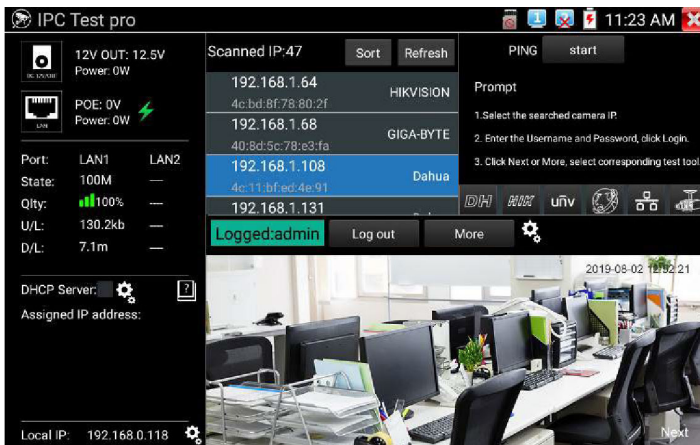 IPC Test pro
11:23 AM
12V OUT: 12.5V
Power: 0W
DC 12V/2A OUT
POE: 0V
Power: 0W
LAN
Port: LAN1 LAN2
State: 100M ---
Qlty: 100% ---
U/L: 130.2kb ---
D/L: 7.1m ---
DHCP Server:
?
Assigned IP address:
Local IP: 192.168.0.118
Scanned IP:47 Sort Refresh
192.168.1.64
4c:bd:8f:78:80:2f
HIKVISION
192.168.1.68
40:8d:5c:78:e3:fa
GIGA-BYTE
192.168.1.108
4c:11:bf:ed:4e:91
Dahua
192.168.1.131
PING start
Prompt
1.Select the searched camera IP.
2. Enter the Username and Password, click Login.
3. Click Next or More, select corresponding test tool
DH HIK unv
Logged:admin Log out More
2019-08-02 12:52:21
Next